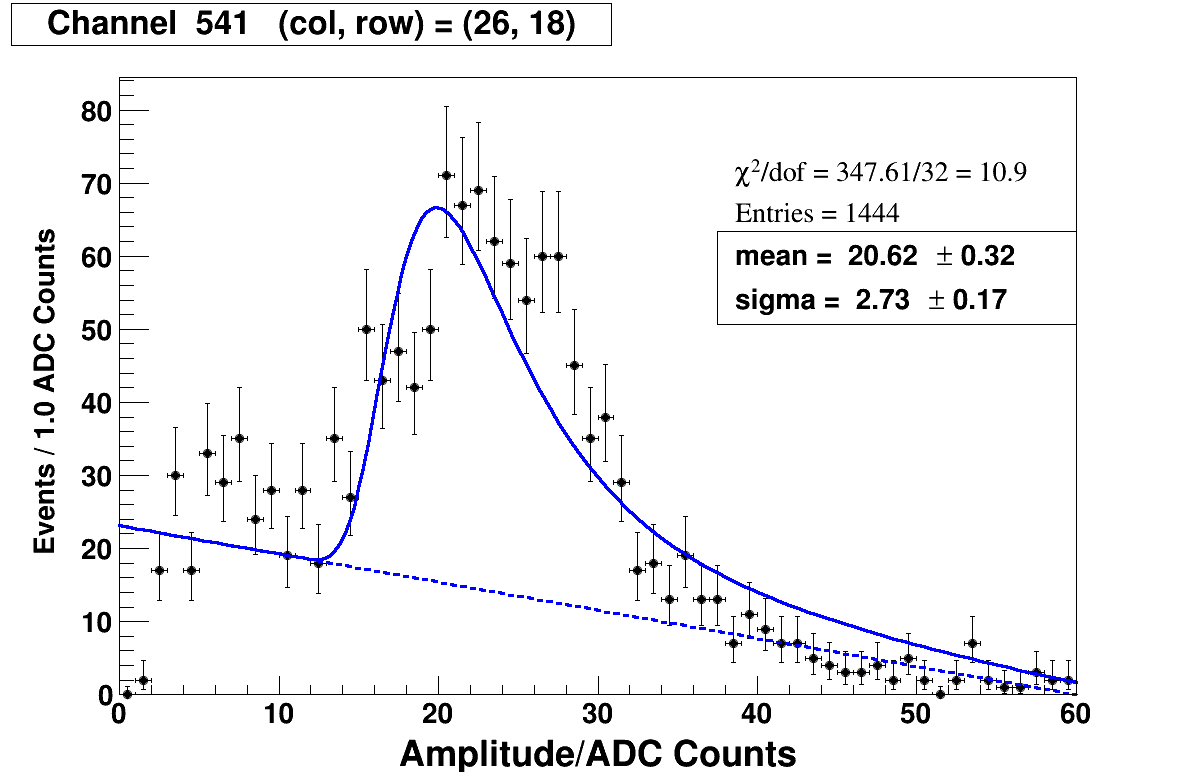 Channel 541 (col, row) = (26, 18)
χ²/dof = 347.61/32 = 10.9
Entries = 1444
mean = 20.62 ± 0.32
sigma = 2.73 ± 0.17
Events / 1.0 ADC Counts
80
70
60
50
40
30
20
10
0
0 10 20 30 40 50 60
Amplitude/ADC Counts